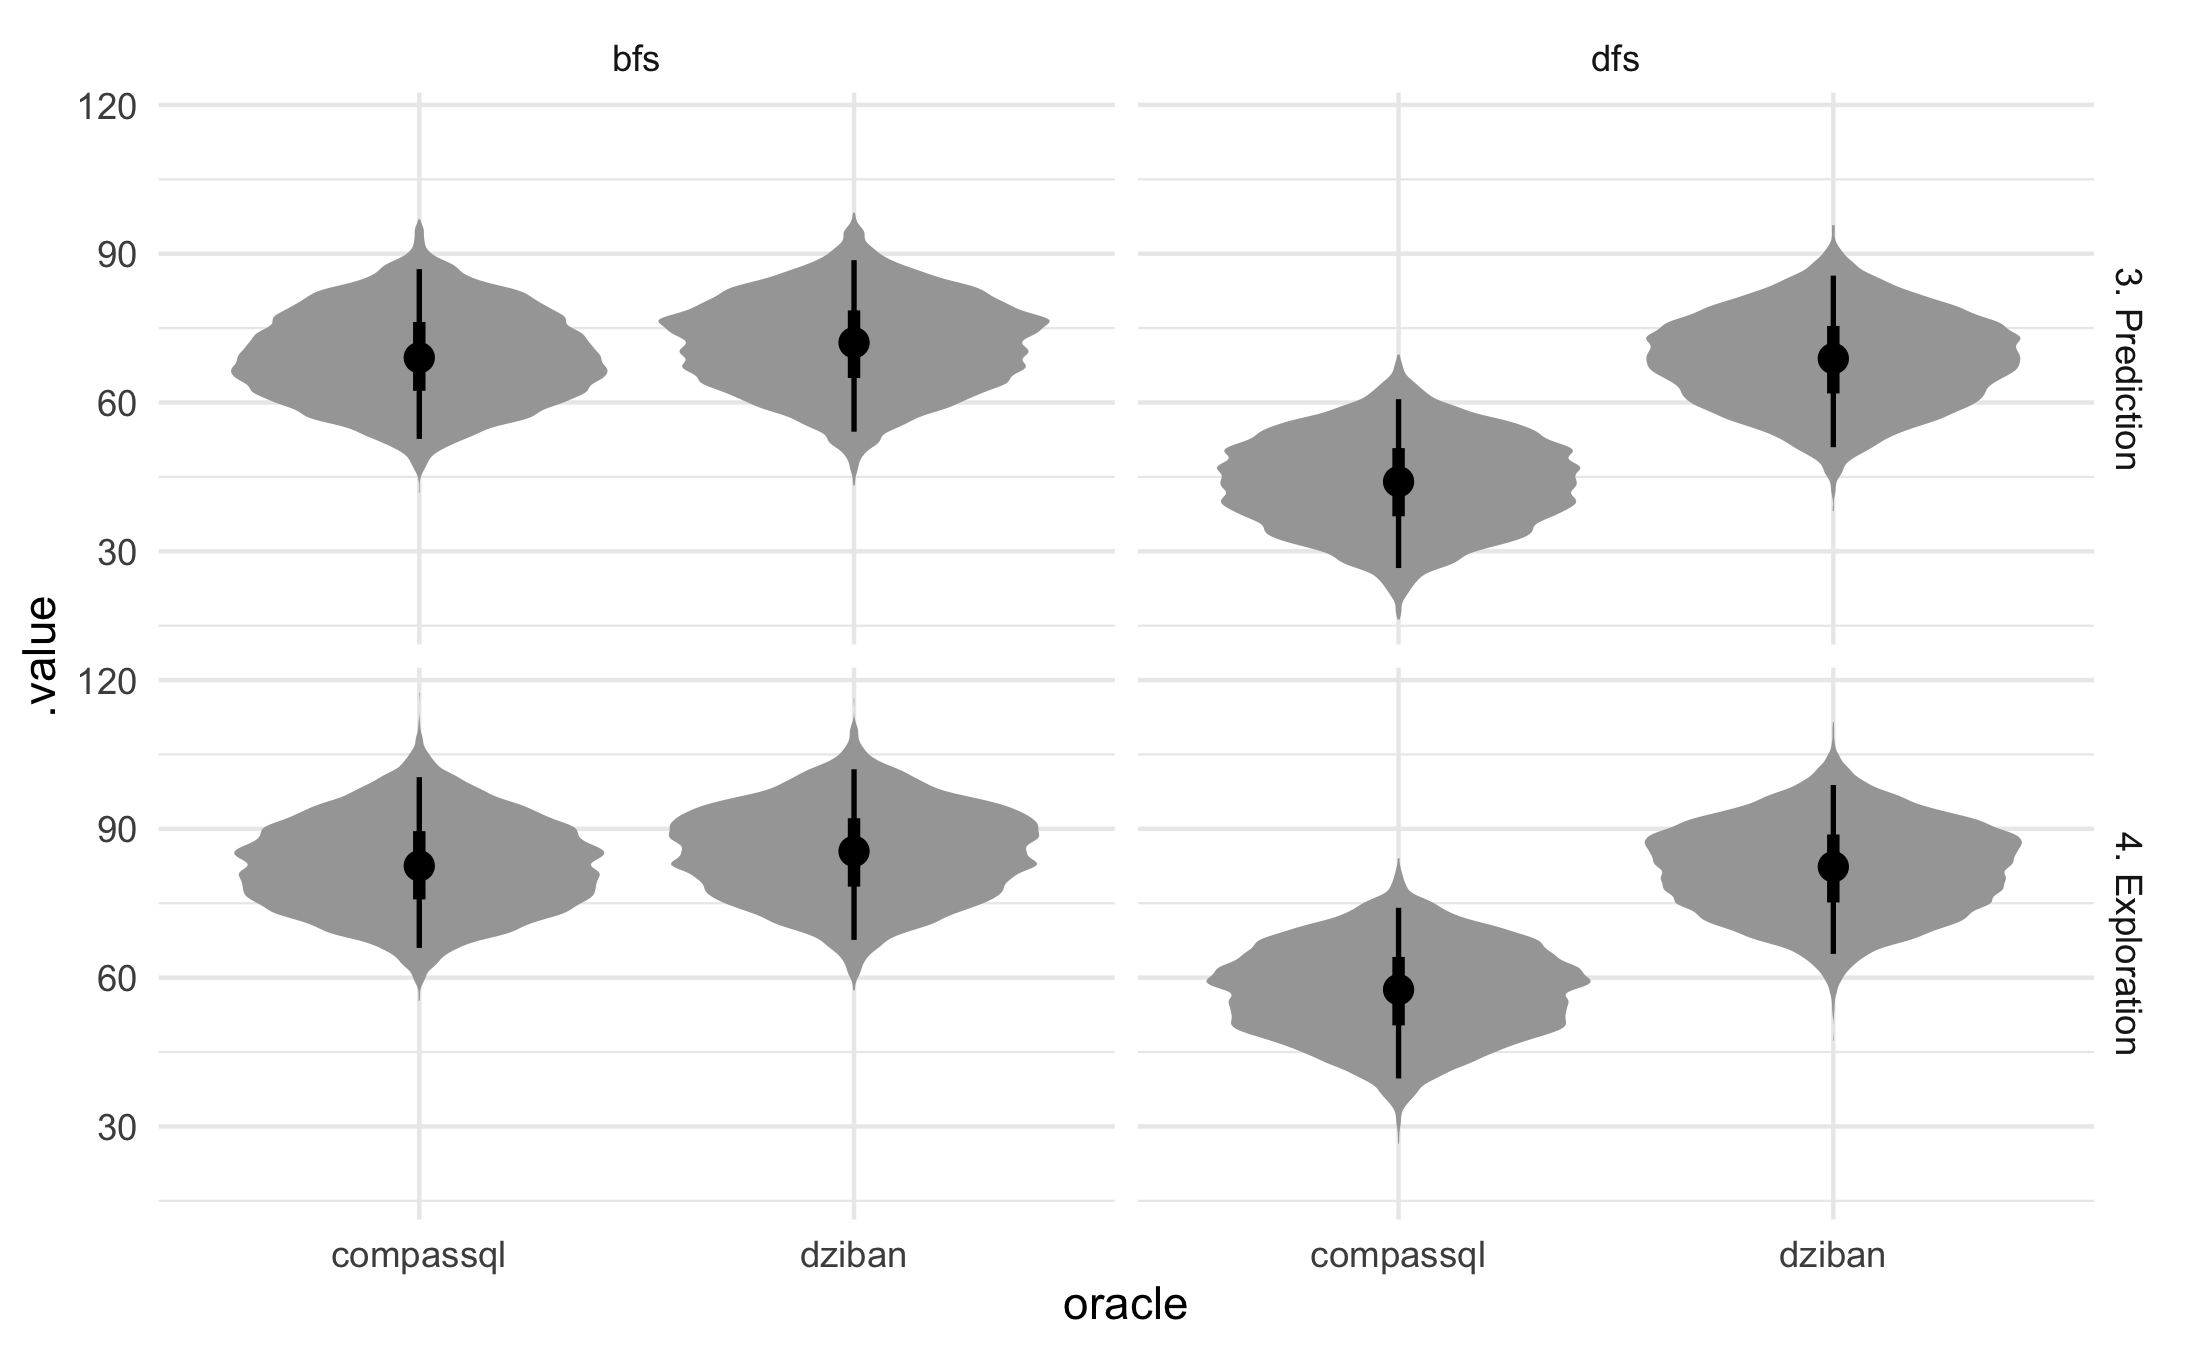 bfs
dfs
120
90
60
30
3. Prediction
.value
120
90
60
30
4. Exploration
compassql
dziban
compassql
dziban
oracle